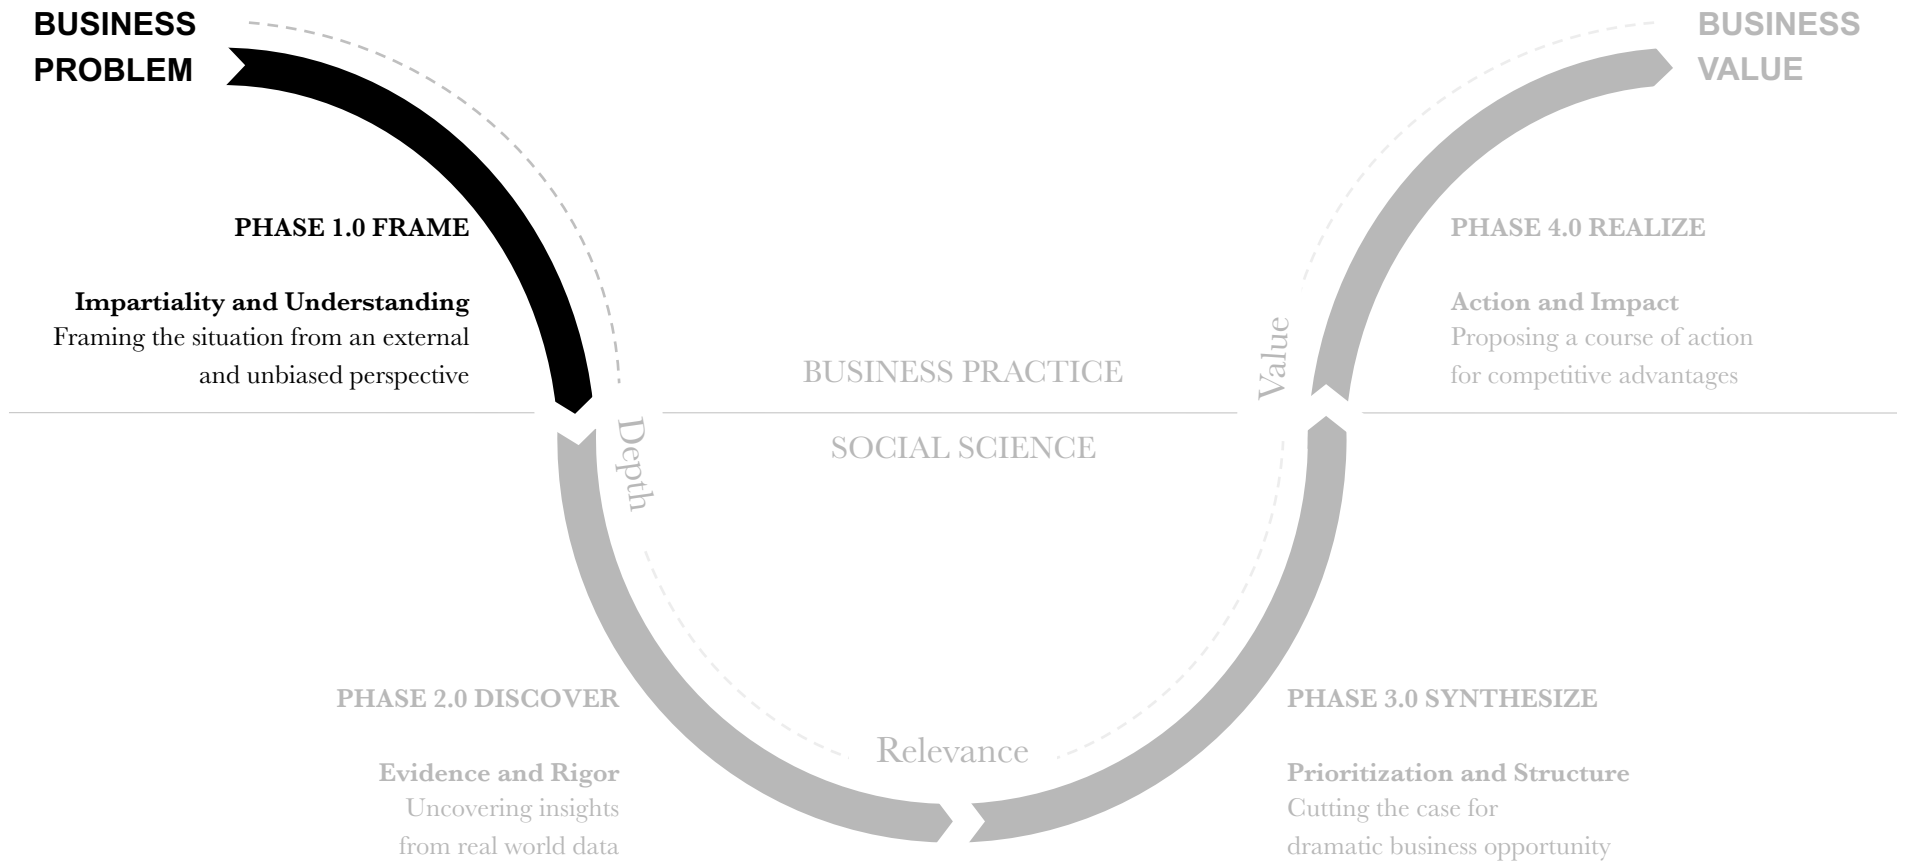 BUSINESS
PROBLEM
BUSINESS
VALUE
PHASE 1.0 FRAME
Impartiality and Understanding
Framing the situation from an external
and unbiased perspective
PHASE 4.0 REALIZE
Action and Impact
Proposing a course of action
for competitive advantages
BUSINESS PRACTICE
SOCIAL SCIENCE
Depth
Value
Relevance
PHASE 2.0 DISCOVER
Evidence and Rigor
Uncovering insights
from real world data
PHASE 3.0 SYNTHESIZE
Prioritization and Structure
Cutting the case for
dramatic business opportunity